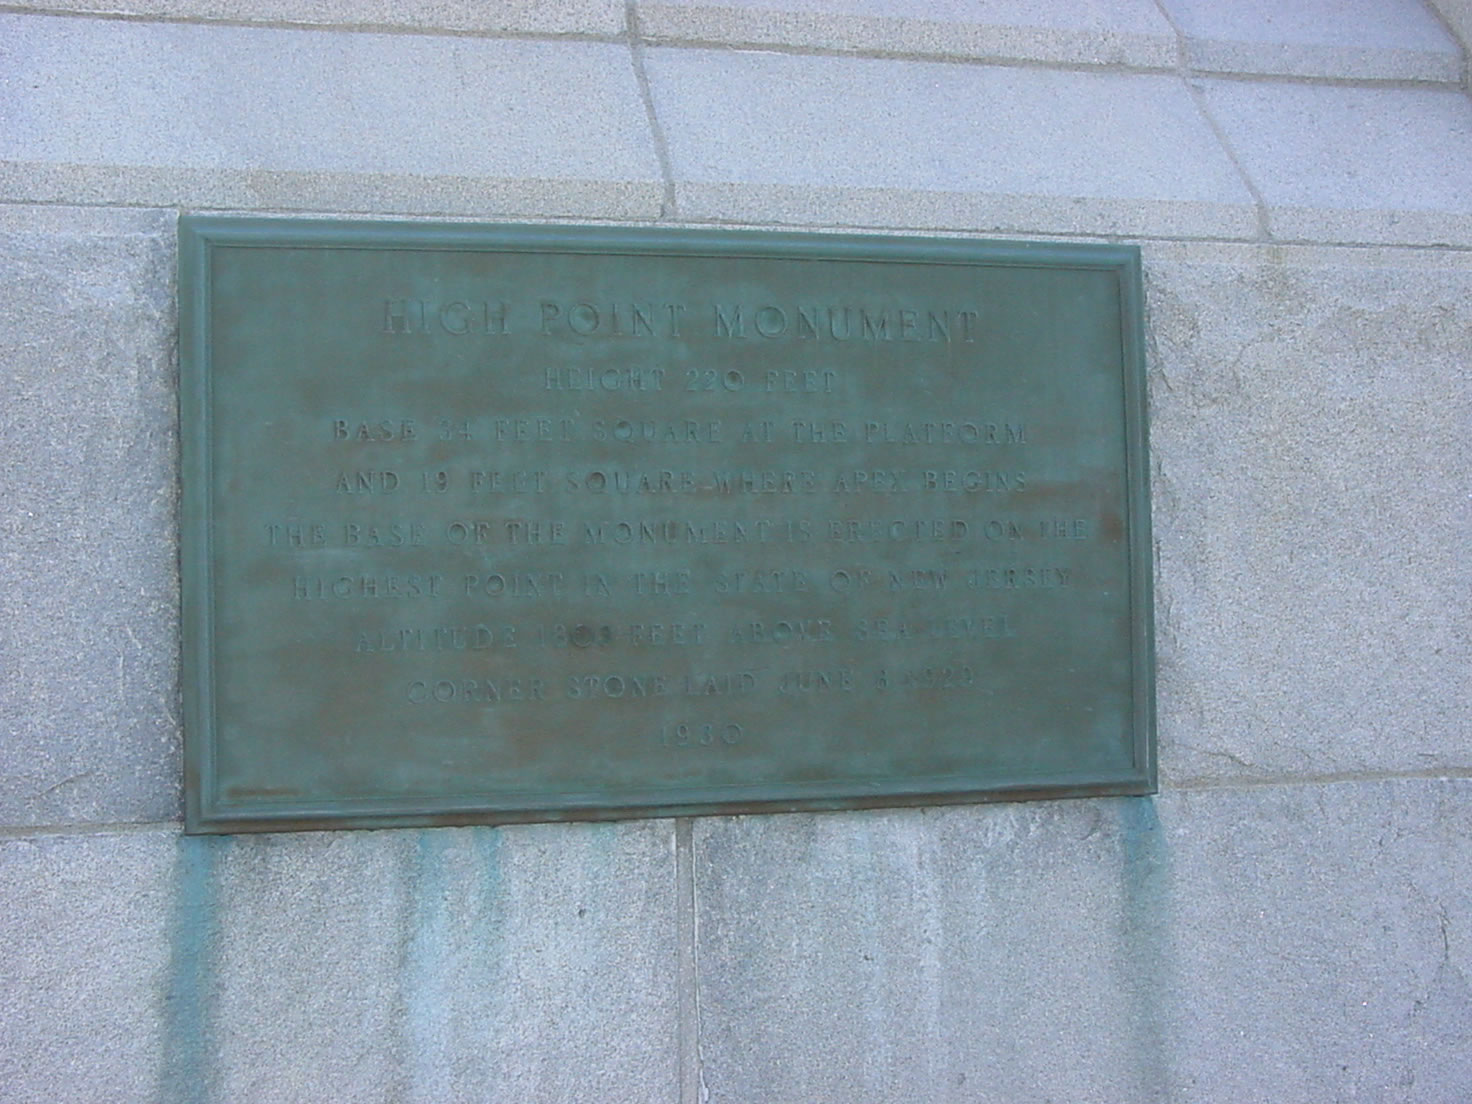 HIGH POINT MONUMENT
HEIGHT 220 FEET
BASE 34 FEET SQUARE AT THE PLATFORM
AND 19 FEET SQUARE WHERE APEX BEGINS
THE BASE OF THE MONUMENT IS ERECTED ON THE
HIGHEST POINT IN THE STATE OF NEW JERSEY
ALTITUDE 1803 FEET ABOVE SEA LEVEL
CORNER STONE LAID JUNE
1930